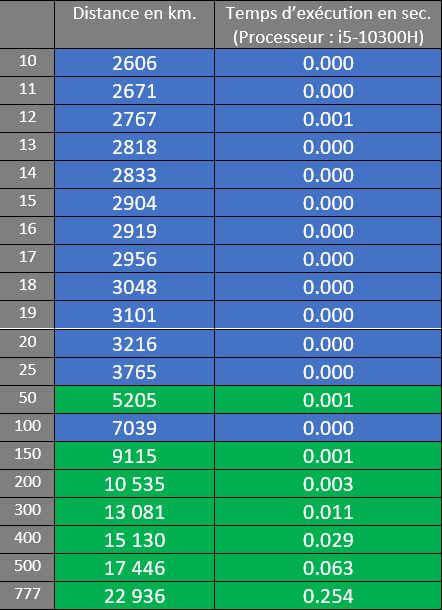 Distance en km. Temps d’exécution en sec.
(Processeur : i5-10300H)
10 2606 0.000
11 2671 0.000
12 2767 0.001
13 2818 0.000
14 2833 0.000
15 2904 0.000
16 2919 0.000
17 2956 0.000
18 3048 0.000
19 3101 0.000
20 3216 0.000
25 3765 0.000
50 5205 0.001
100 7039 0.000
150 9115 0.001
200 10 535 0.003
300 13 081 0.011
400 15 130 0.029
500 17 446 0.063
777 22 936 0.254